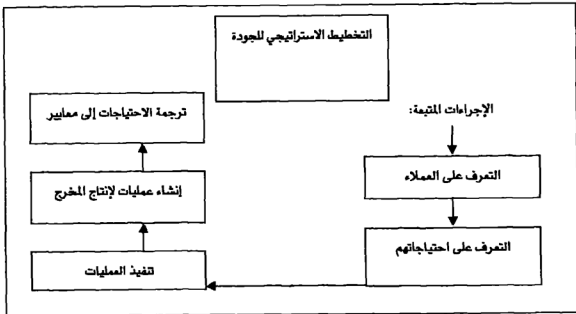 التخطيط الاستراتيجي للجودة
الإجراءات المتبعة:
التعرف على العملاء
التعرف على احتياجاتهم
تنفيذ العمليات
إنشاء عمليات لإنتاج المخرج
ترجمة الاحتياجات إلى معايير